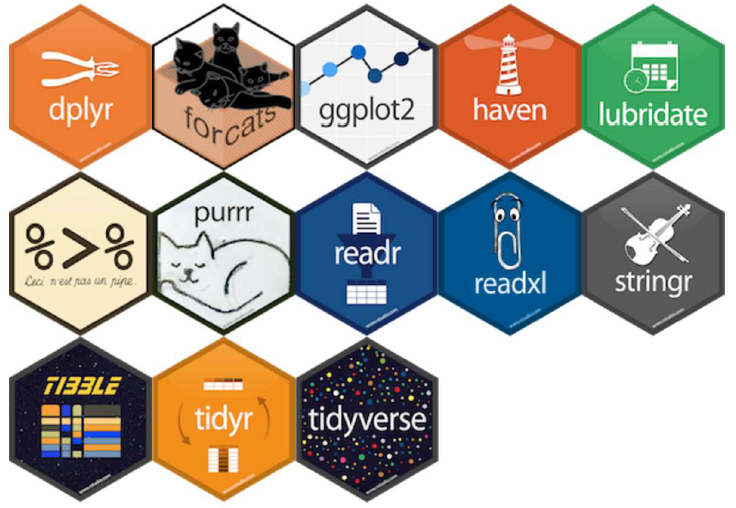 dplyr
forcats
ggplot2
haven
lubridate
%>%
Ceci n'est pas un pipe.
purrr
readr
readxl
stringr
TIBBLE
tidyr
tidyverse